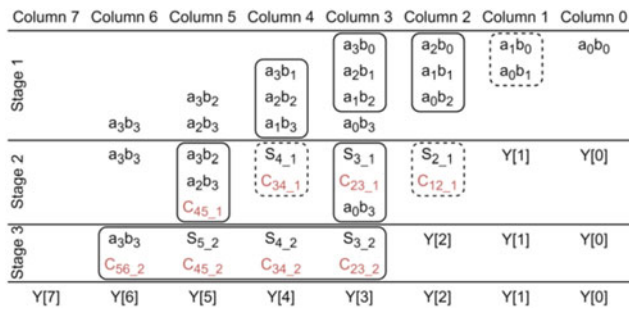 Column 7 Column 6 Column 5 Column 4 Column 3 Column 2 Column 1 Column 0
Stage 1
a₃b₀ a₂b₀ a₁b₀ a₀b₀
a₃b₁ a₂b₁ a₁b₁ a₀b₁
a₃b₂ a₂b₂ a₁b₂ a₀b₂
a₃b₃ a₂b₃ a₁b₃ a₀b₃
Stage 2
a₃b₃ a₃b₂ S₄_₁ S₃_₁ S₂_₁ Y[1] Y[0]
a₂b₃ C₃₄_₁ C₂₃_₁ C₁₂_₁
C₄₅_₁ a₀b₃
Stage 3
a₃b₃ S₅_₂ S₄_₂ S₃_₂ Y[2] Y[1] Y[0]
C₅₆_₂ C₄₅_₂ C₃₄_₂ C₂₃_₂
Y[7] Y[6] Y[5] Y[4] Y[3] Y[2] Y[1] Y[0]